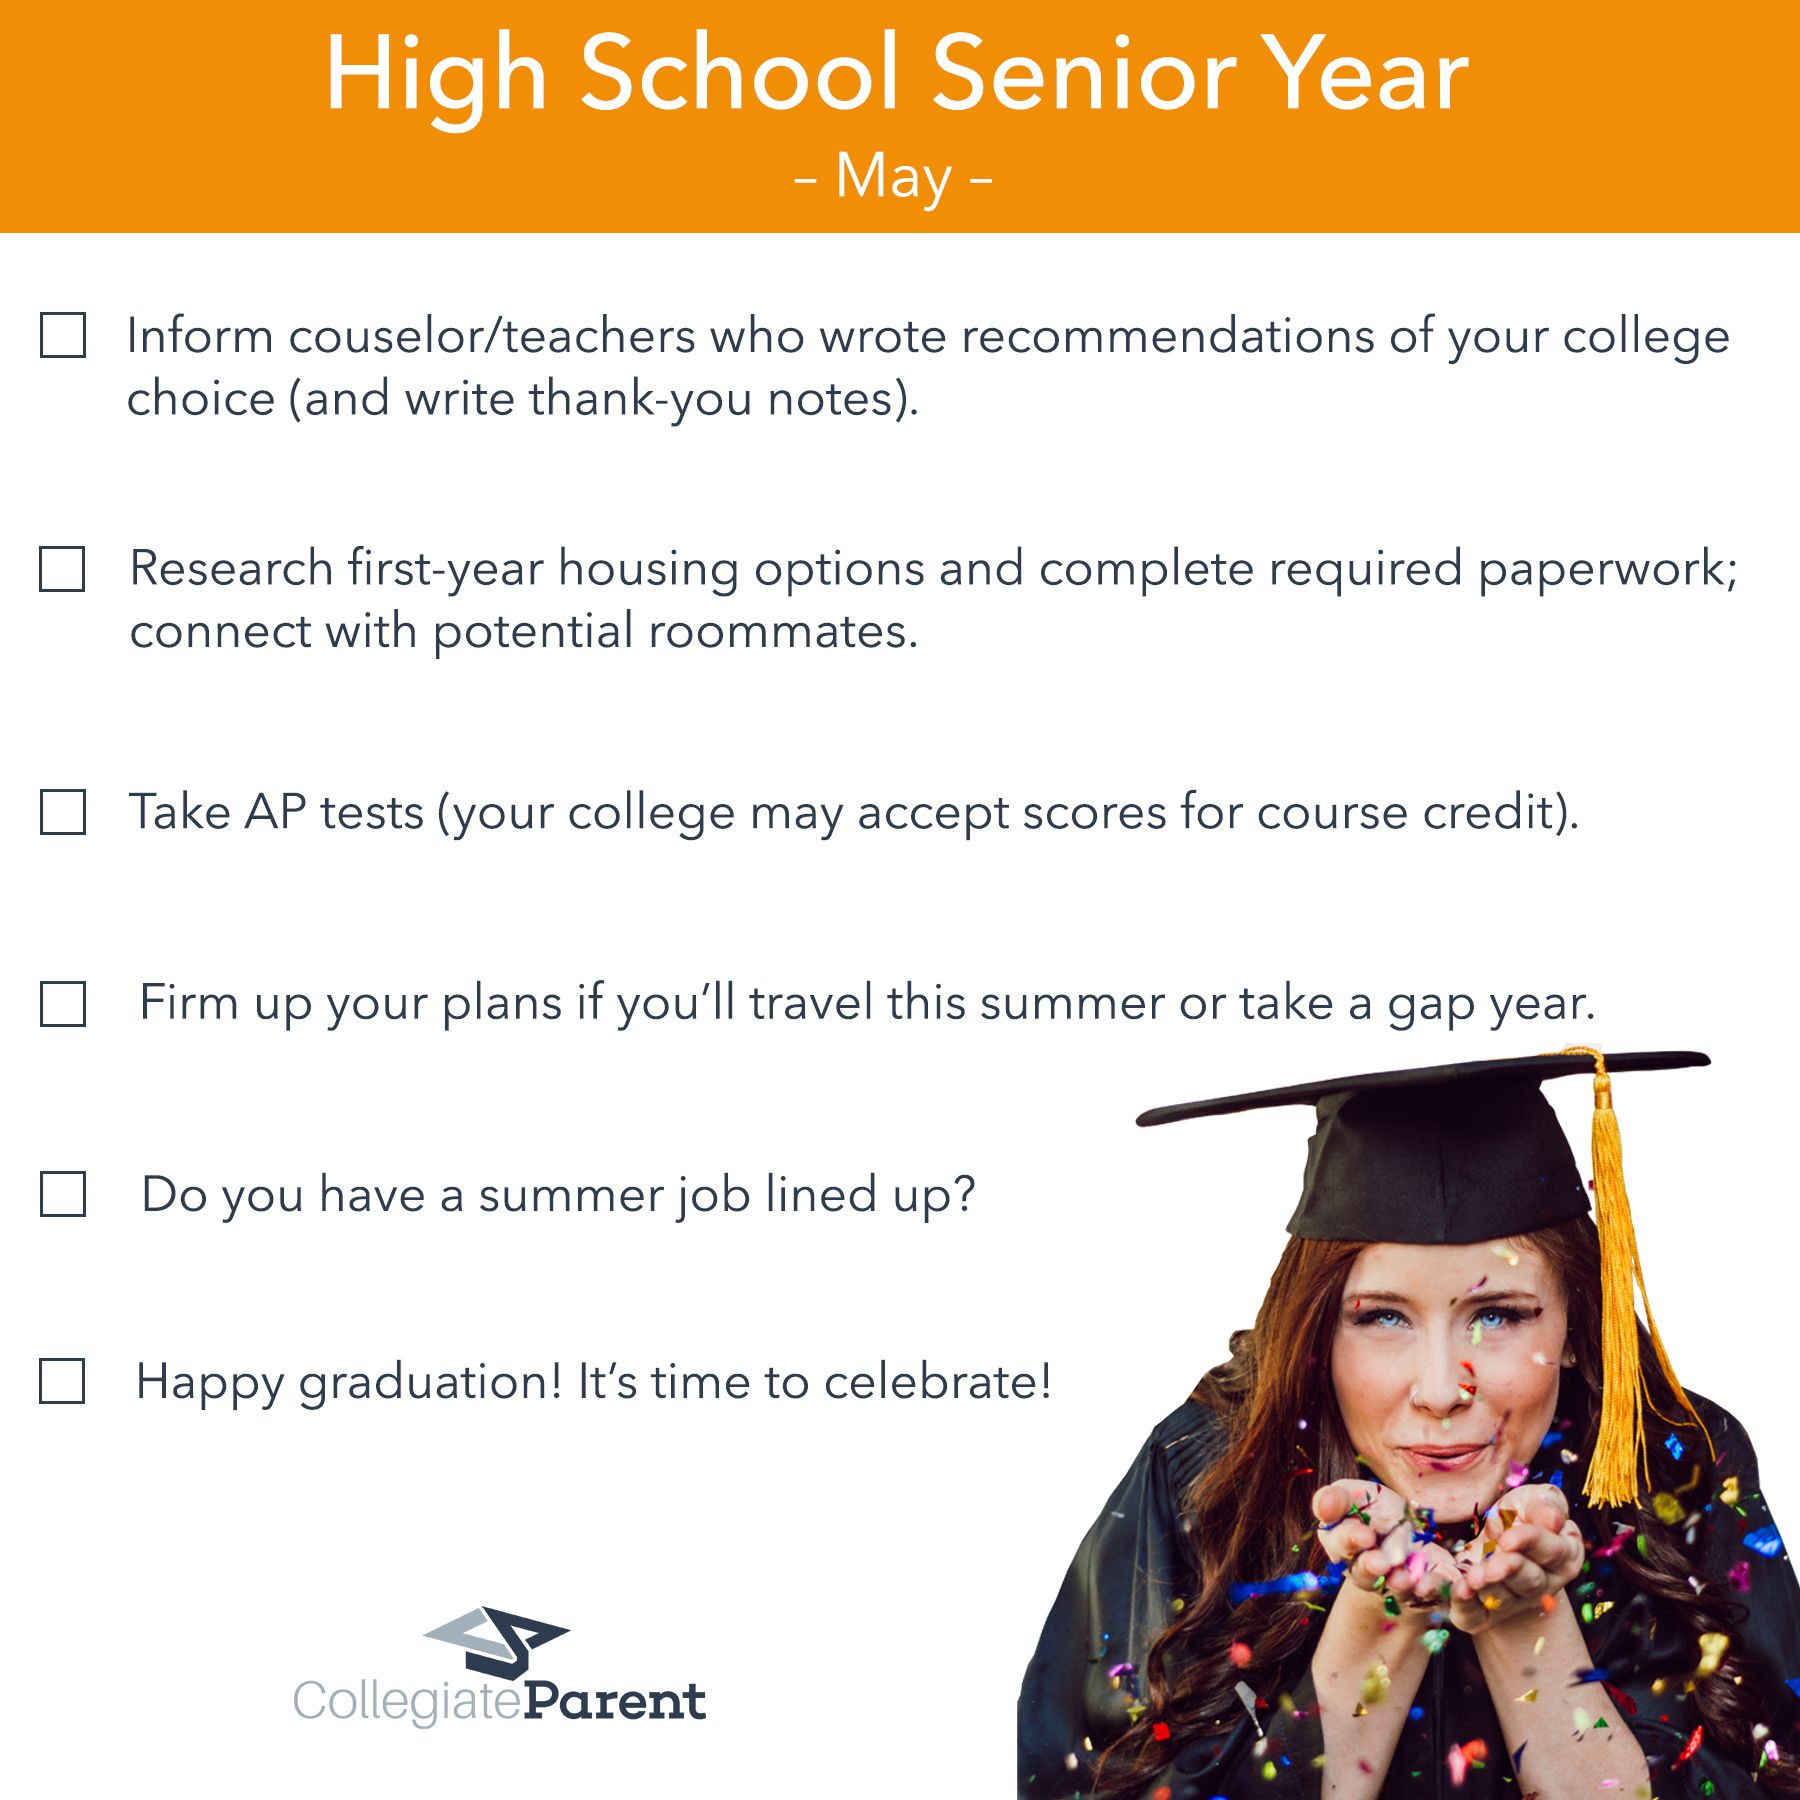 High School Senior Year
– May –
Inform couselor/teachers who wrote recommendations of your college
choice (and write thank-you notes).
Research first-year housing options and complete required paperwork;
connect with potential roommates.
Take AP tests (your college may accept scores for course credit).
Firm up your plans if you’ll travel this summer or take a gap year.
Do you have a summer job lined up?
Happy graduation! It’s time to celebrate!
CollegiateParent